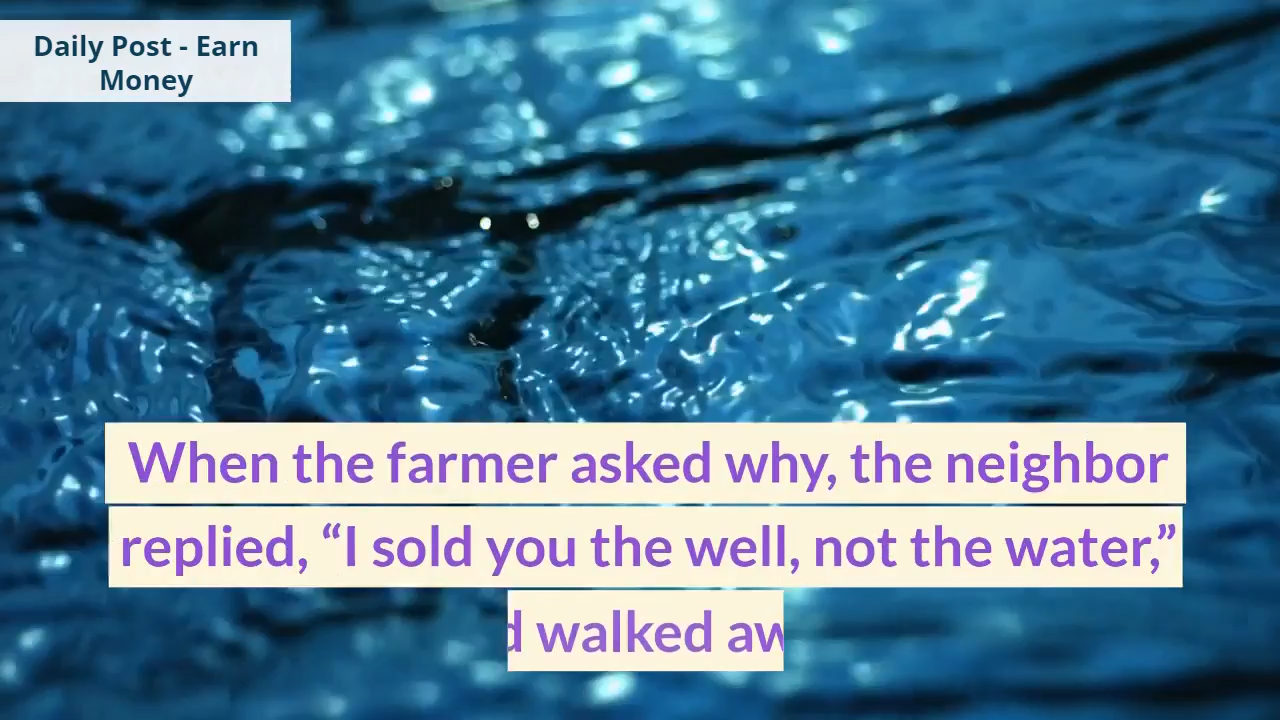 Daily Post - Earn
Money
When the farmer asked why, the neighbor
replied, “I sold you the well, not the water,”
walked